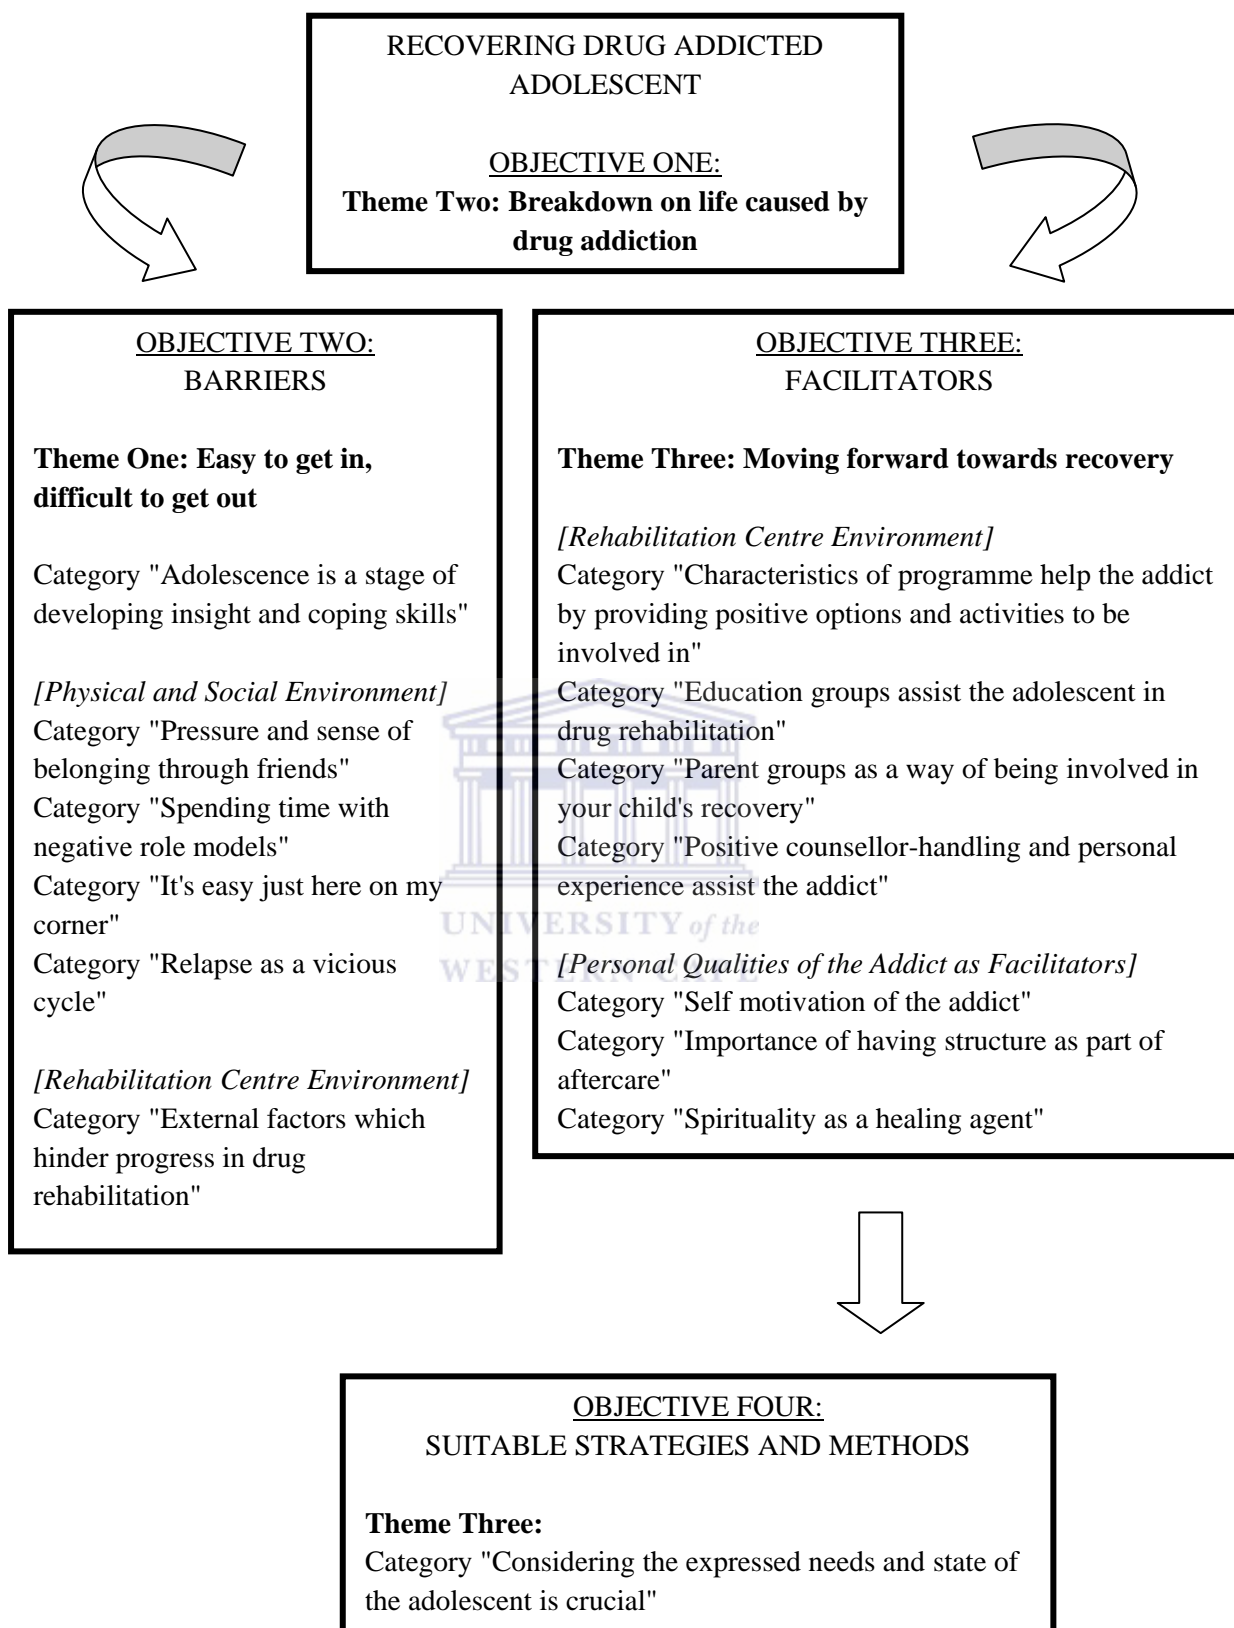 RECOVERING DRUG ADDICTED
ADOLESCENT
OBJECTIVE ONE:
Theme Two: Breakdown on life caused by
drug addiction
OBJECTIVE TWO:
BARRIERS
Theme One: Easy to get in,
difficult to get out
Category "Adolescence is a stage of
developing insight and coping skills"
[Physical and Social Environment]
Category "Pressure and sense of
belonging through friends"
Category "Spending time with
negative role models"
Category "It's easy just here on my
corner"
Category "Relapse as a vicious
cycle"
[Rehabilitation Centre Environment]
Category "External factors which
hinder progress in drug
rehabilitation"
OBJECTIVE THREE:
FACILITATORS
Theme Three: Moving forward towards recovery
[Rehabilitation Centre Environment]
Category "Characteristics of programme help the addict
by providing positive options and activities to be
involved in"
Category "Education groups assist the adolescent in
drug rehabilitation"
Category "Parent groups as a way of being involved in
your child's recovery"
Category "Positive counsellor-handling and personal
experience assist the addict"
[Personal Qualities of the Addict as Facilitators]
Category "Self motivation of the addict"
Category "Importance of having structure as part of
aftercare"
Category "Spirituality as a healing agent"
UNIVERSITY of the
WESTERN CAPE
OBJECTIVE FOUR:
SUITABLE STRATEGIES AND METHODS
Theme Three:
Category "Considering the expressed needs and state of
the adolescent is crucial"